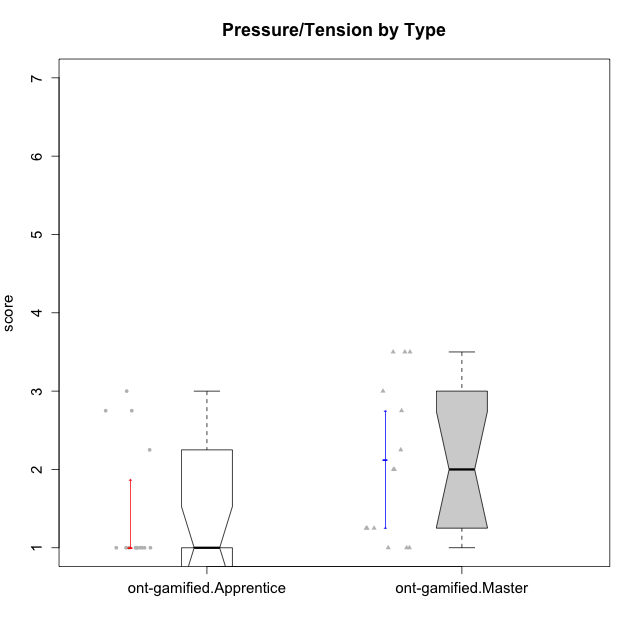 Pressure/Tension by Type
7
6
5
4
3
2
1
score
ont-gamified.Apprentice
ont-gamified.Master